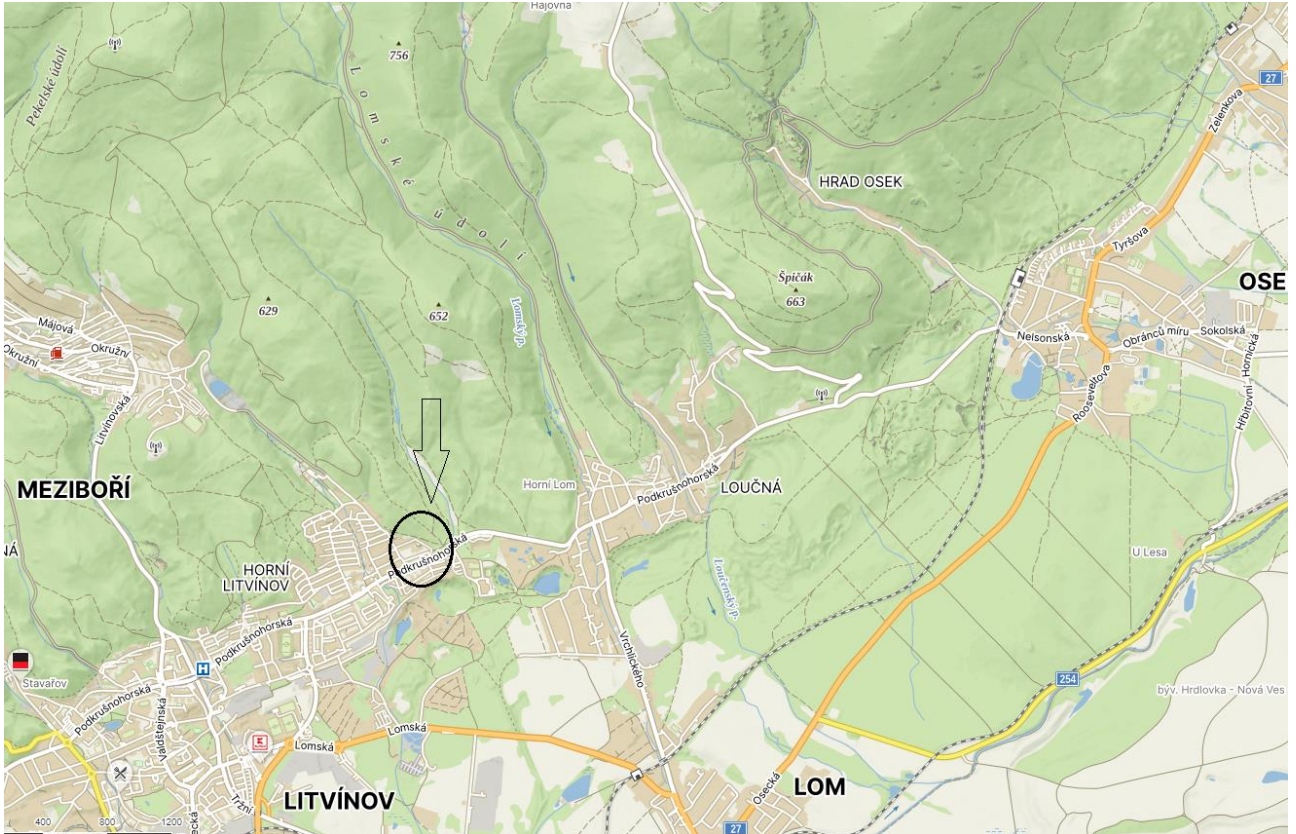 Hájovna
756
Pekelské údolí
Lomské údolí
27
Zelenkova
HRAD OSEK
Tyršova
Špičák
663
OSE
629
652
Lomský p.
Májová
Okružní
Okružní
Nelsonská
Obránců míru
Sokolská
Hřbitovní
Hornická
Rooseveltova
Litvínovská
MEZIBOŘÍ
Horní Lom
Podkrušnohorská
LOUČNÁ
NÁ
Podkrušnohorská
HORNÍ
LITVÍNOV
U Lesa
Loučenský p.
Podkrušnohorská
H
Vrchlického
254
Stavařov
býv. Hrdlovka - Nová Ves
Podkrušnohorská
Valdštejnská
Lomská
Lomská
Osecká
LOM
LITVÍNOV
Tržní
ecká
400
800
1200
27